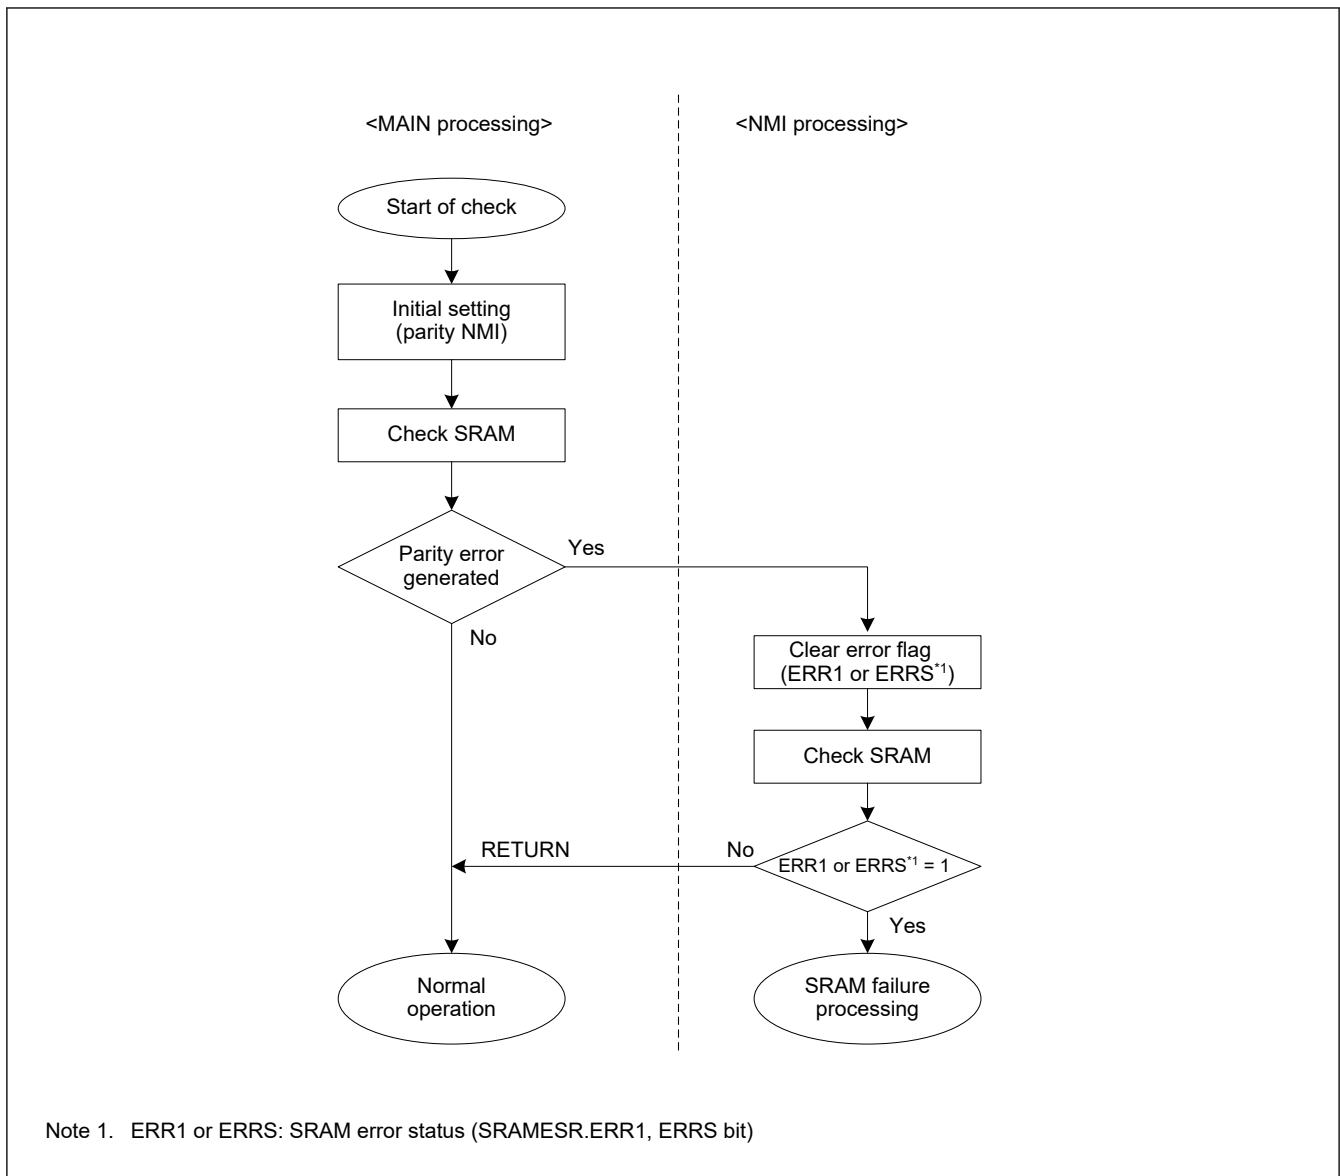 <MAIN processing>
<NMI processing>
Start of check
Initial setting
(parity NMI)
Check SRAM
Parity error
generated
Yes
No
Clear error flag
(ERR1 or ERRS*1)
Check SRAM
ERR1 or ERRS*1 = 1
No
RETURN
Yes
Normal
operation
SRAM failure
processing
Note 1. ERR1 or ERRS: SRAM error status (SRAMESR.ERR1, ERRS bit)